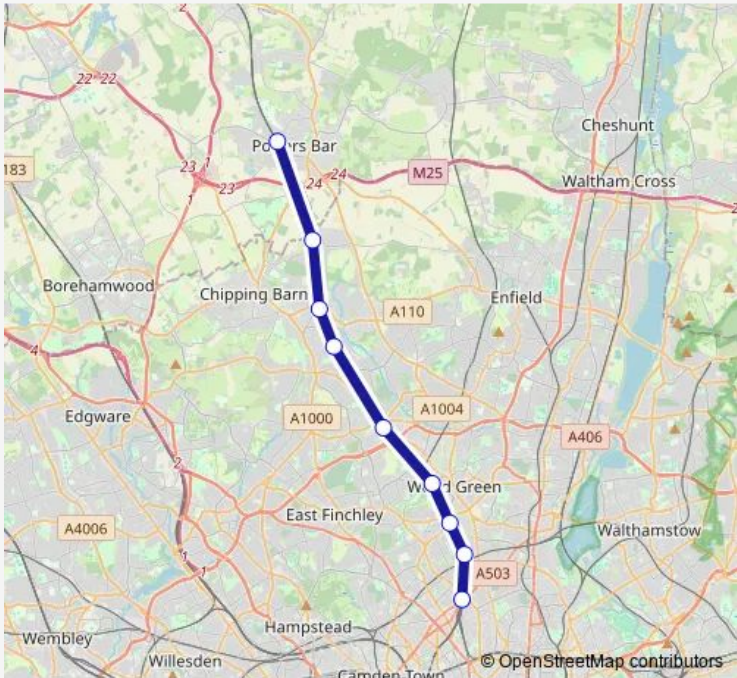 2
22 22
Cheshunt
Potters Bar
183
23 1
23
24 24
M25
Waltham Cross
1
2
Borehamwood
Chipping Barn
A110
Enfield
4
Edgware
A1000
A1004
A406
2
Wood Green
East Finchley
A4006
Walthamstow
1
1
A503
Hampstead
Wembley
Willesden
Camden Town
© OpenStreetMap contributors